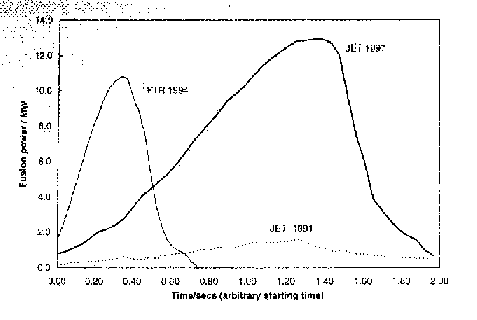 14.0
12.0
10.0
8.0
6.0
4.0
2.0
0.0
Fusion power / MW
TFTR 1994
JET 1997
JET 1991
0.00 0.20 0.40 0.60 0.80 1.00 1.20 1.40 1.60 1.80 2.00
Time/secs (arbitrary starting time)